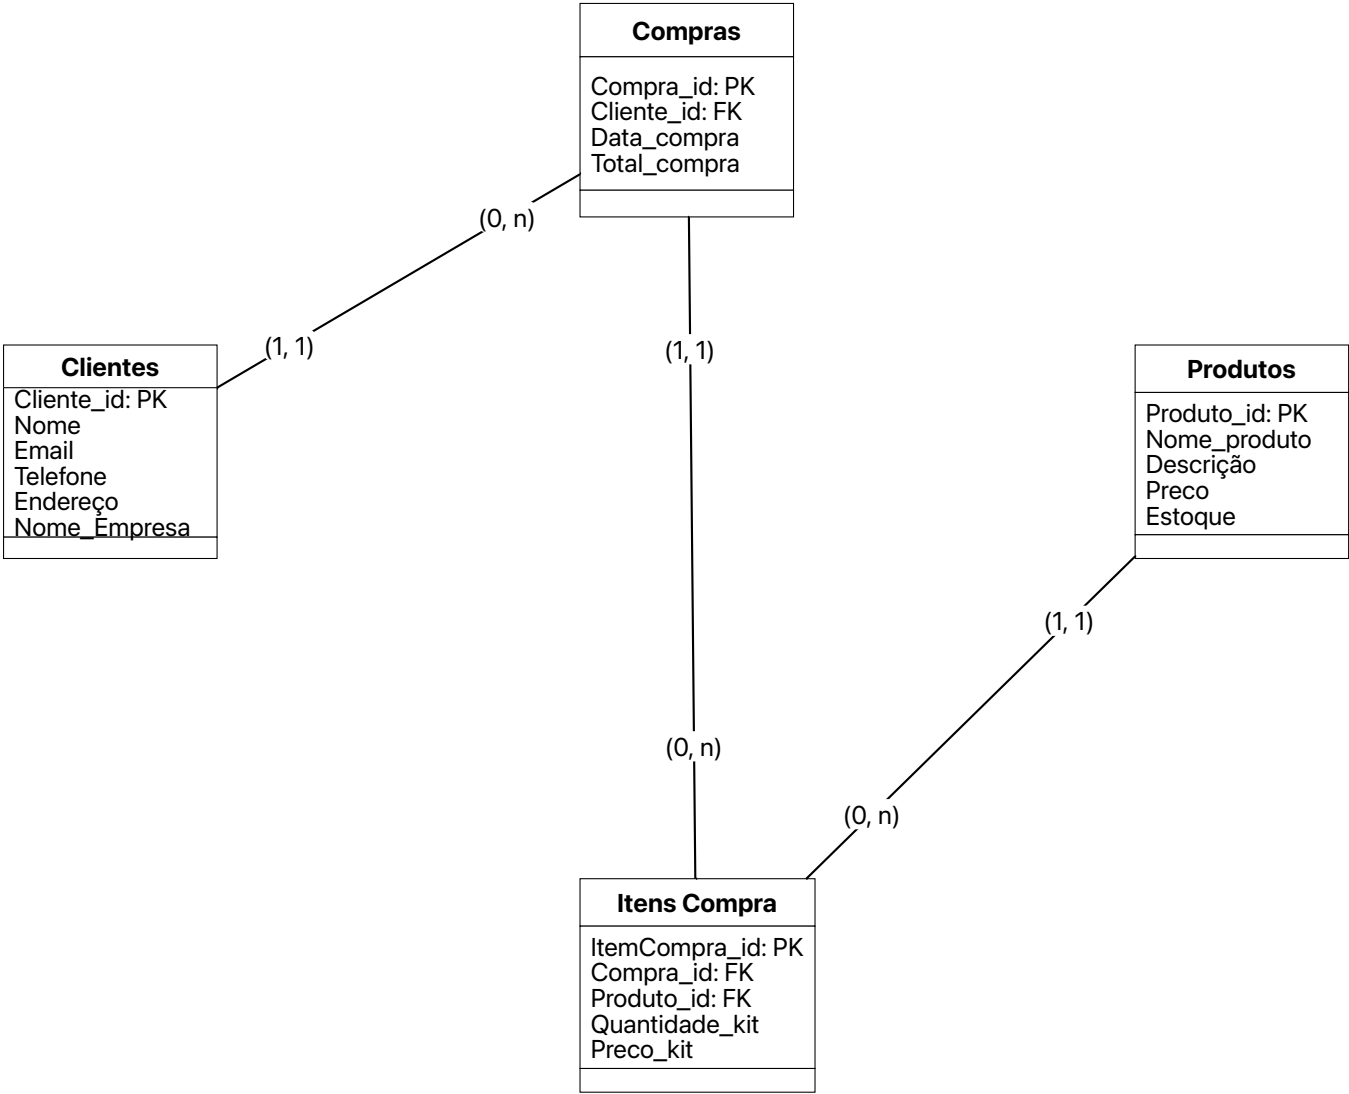 Compras
Compra_id: PK
Cliente_id: FK
Data_compra
Total_compra
(0, n)
(1, 1)
(1, 1)
Clientes
Cliente_id: PK
Nome
Email
Telefone
Endereço
Nome_Empresa
Produtos
Produto_id: PK
Nome_produto
Descrição
Preco
Estoque
(1, 1)
(0, n)
(0, n)
Itens Compra
ItemCompra_id: PK
Compra_id: FK
Produto_id: FK
Quantidade_kit
Preco_kit